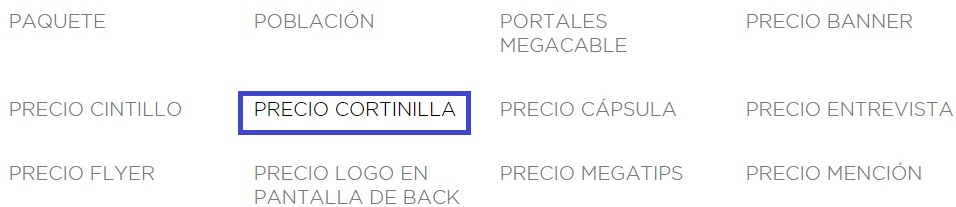 PAQUETE
POBLACIÓN
PORTALES
MEGACABLE
PRECIO BANNER
PRECIO CINTILLO
PRECIO CORTINILLA
PRECIO CÁPSULA
PRECIO ENTREVISTA
PRECIO FLYER
PRECIO LOGO EN
PANTALLA DE BACK
PRECIO MEGATIPS
PRECIO MENCIÓN